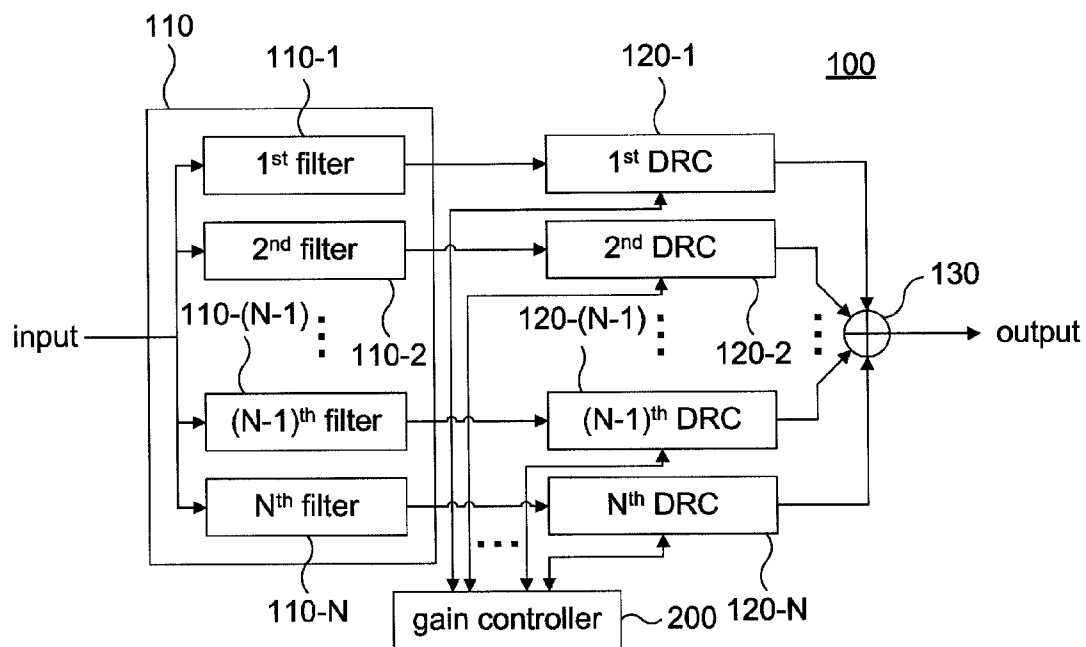 110
110-1
120-1
100
1st filter
1st DRC
2nd filter
2nd DRC
130
110-(N-1)
120-(N-1)
input
110-2
120-2
output
(N-1)th filter
(N-1)th DRC
Nth filter
Nth DRC
110-N
gain controller
200
120-N